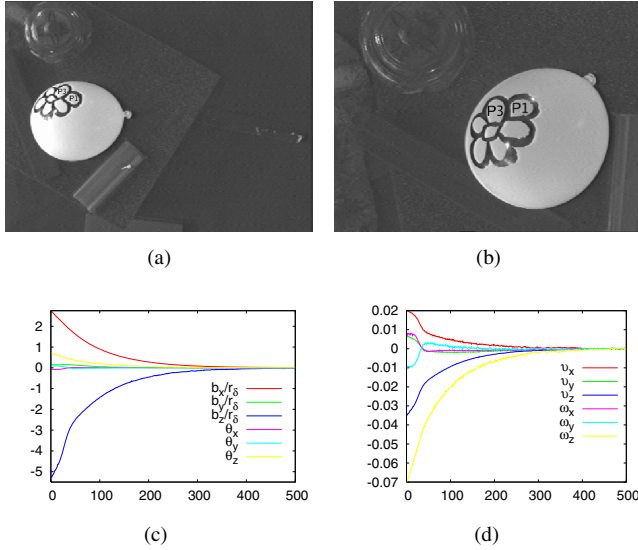 P3
P1
P3
P1
(a)
(b)
2
1
0
-1
-2
-3
-4
-5
0 100 200 300 400 500
b_x/r_δ
b_y/r_δ
b_z/r_δ
θ_x
θ_y
θ_z
0.02
0.01
0
-0.01
-0.02
-0.03
-0.04
-0.05
-0.06
-0.07
0 100 200 300 400 500
υ_x
υ_y
υ_z
ω_x
ω_y
ω_z
(c)
(d)